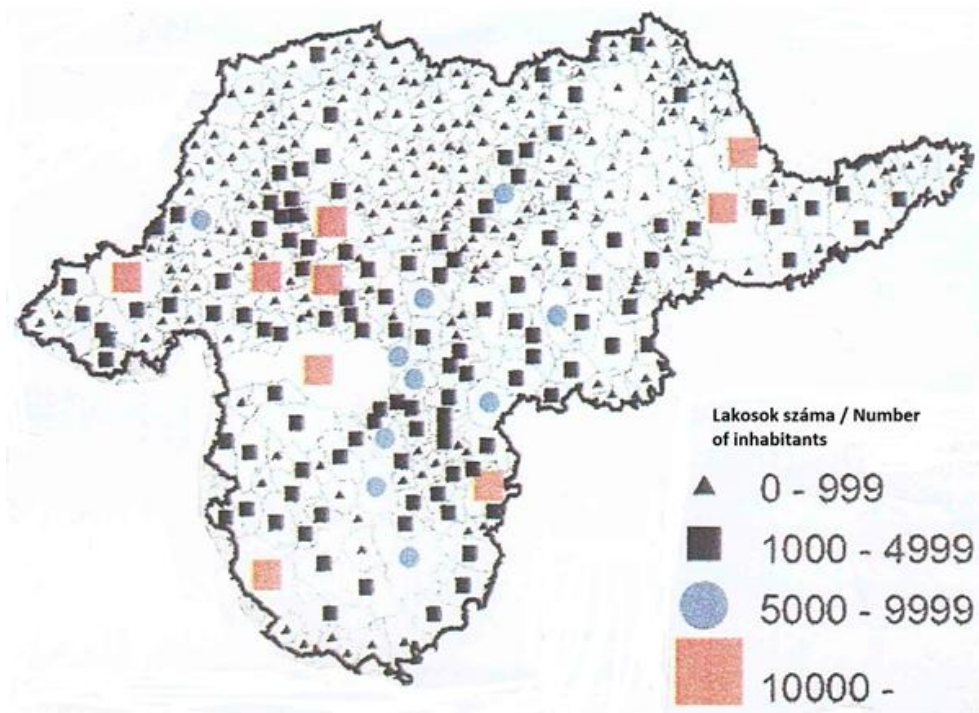 Lakosok száma / Number
of inhabitants
0 - 999
1000 - 4999
5000 - 9999
10000 -